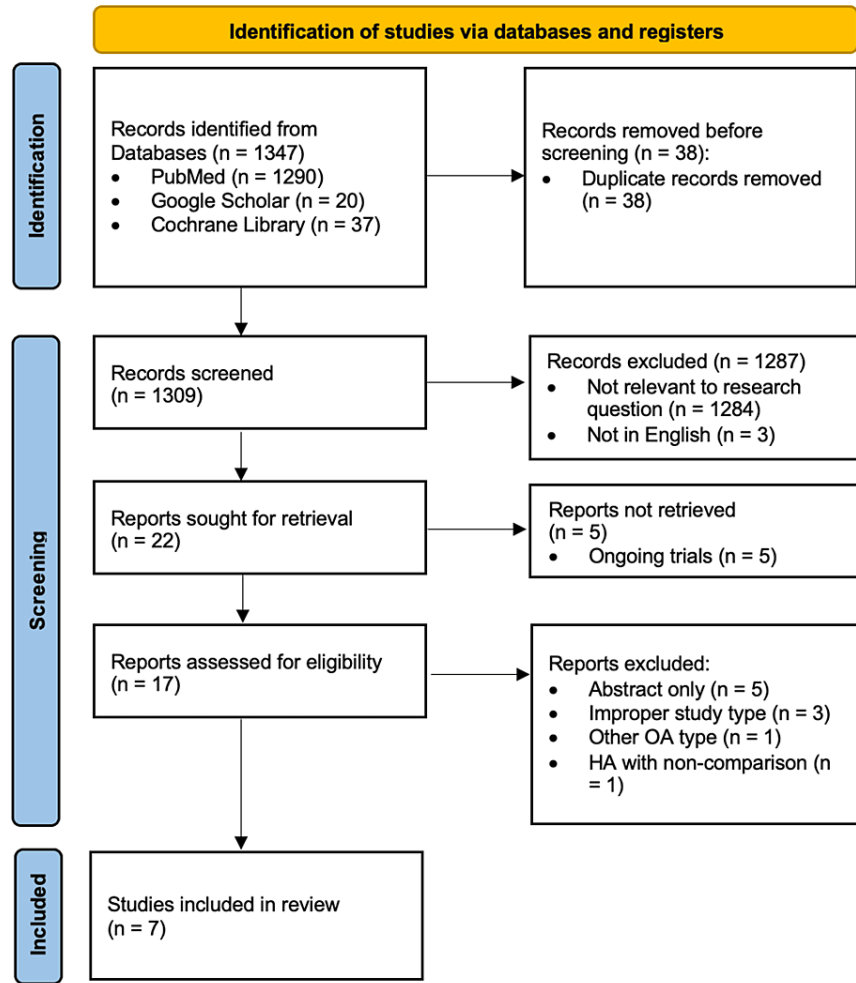 Identification of studies via databases and registers
Identification
Records identified from
Databases (n = 1347)
• PubMed (n = 1290)
• Google Scholar (n = 20)
• Cochrane Library (n = 37)
Records removed before
screening (n = 38):
• Duplicate records removed
(n = 38)
Screening
Records screened
(n = 1309)
Records excluded (n = 1287)
• Not relevant to research
question (n = 1284)
• Not in English (n = 3)
Reports sought for retrieval
(n = 22)
Reports not retrieved
(n = 5)
• Ongoing trials (n = 5)
Reports assessed for eligibility
(n = 17)
Reports excluded:
• Abstract only (n = 5)
• Improper study type (n = 3)
• Other OA type (n = 1)
• HA with non-comparison (n
= 1)
Included
Studies included in review
(n = 7)